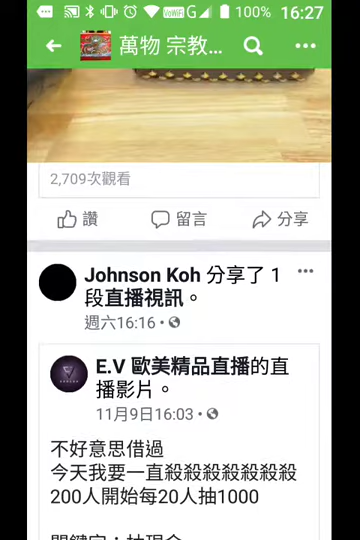 VoWiFi G 100% 16:27
萬物 宗教...
2,709次觀看
讚 留言 分享
Johnson Koh 分享了 1
段直播視訊。
週六16:16
E.V 歐美精品直播的直
播影片。
11月9日16:03
不好意思借過
今天我要一直殺殺殺殺殺殺殺
200人開始每20人抽1000